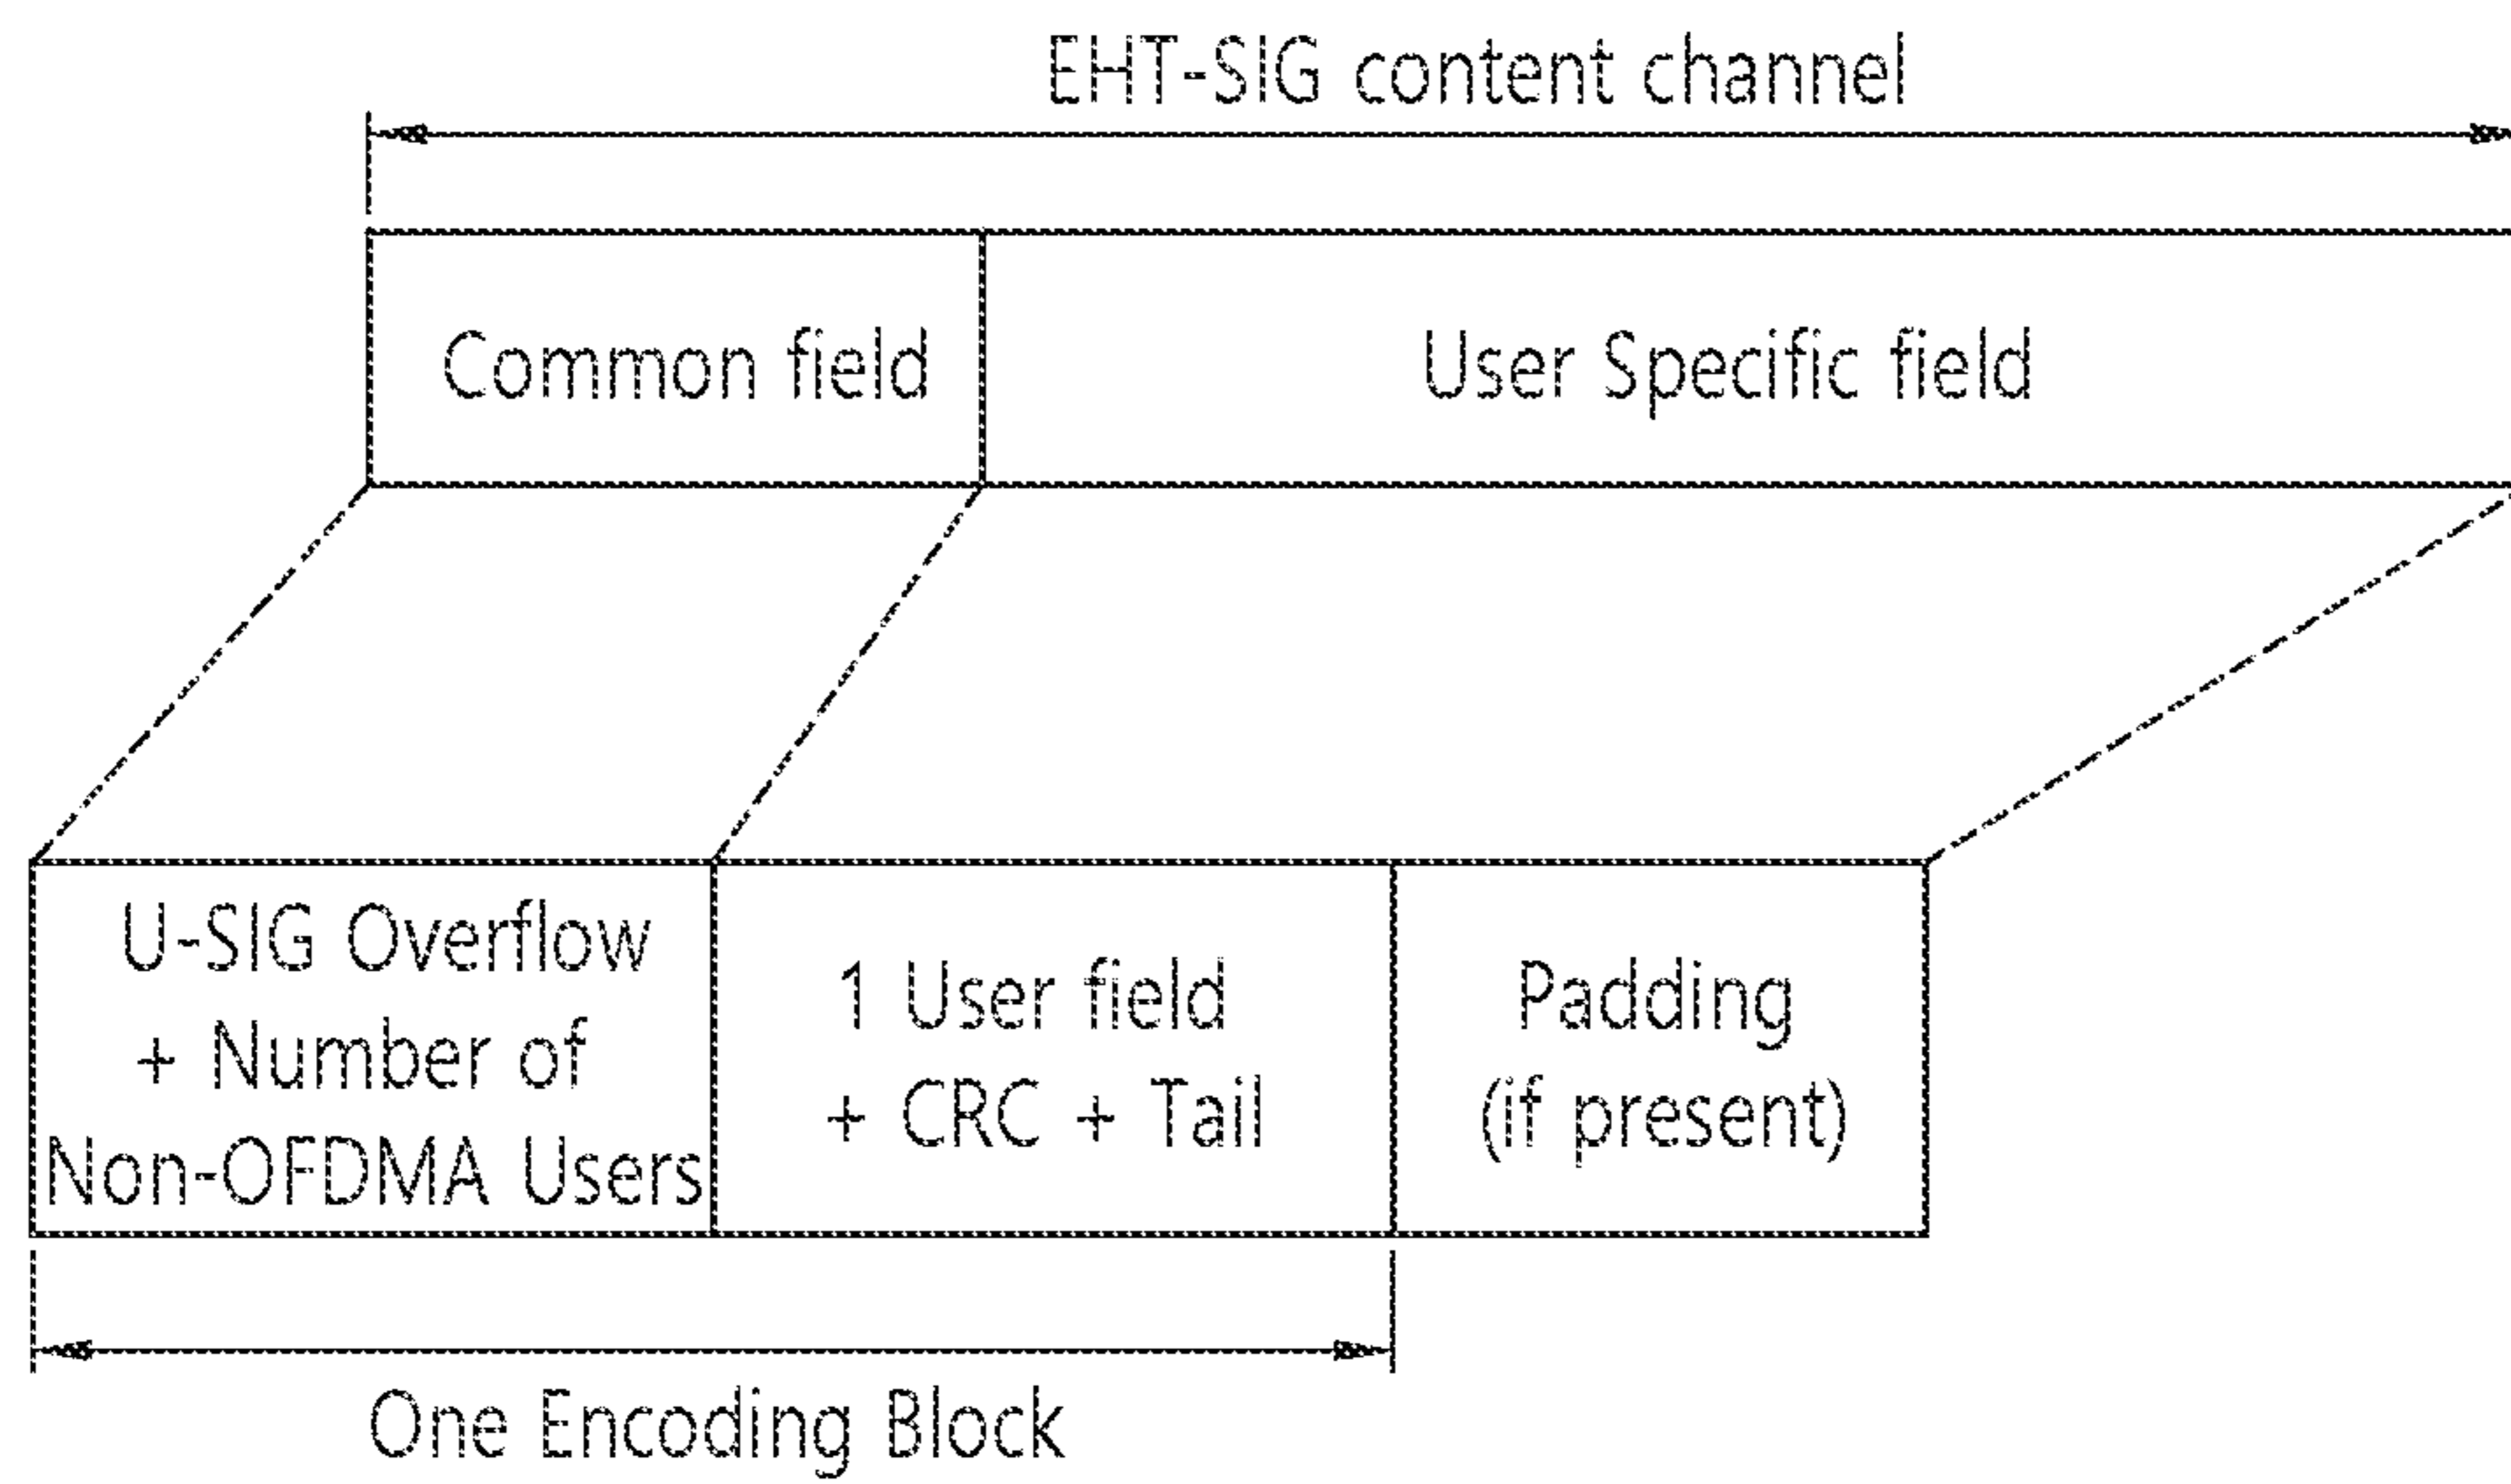 EHT-SIG content channel
Common field
User Specific field
U-SIG Overflow
+ Number of
Non-OFDMA Users
1 User field
+ CRC + Tail
Padding
(if present)
One Encoding Block